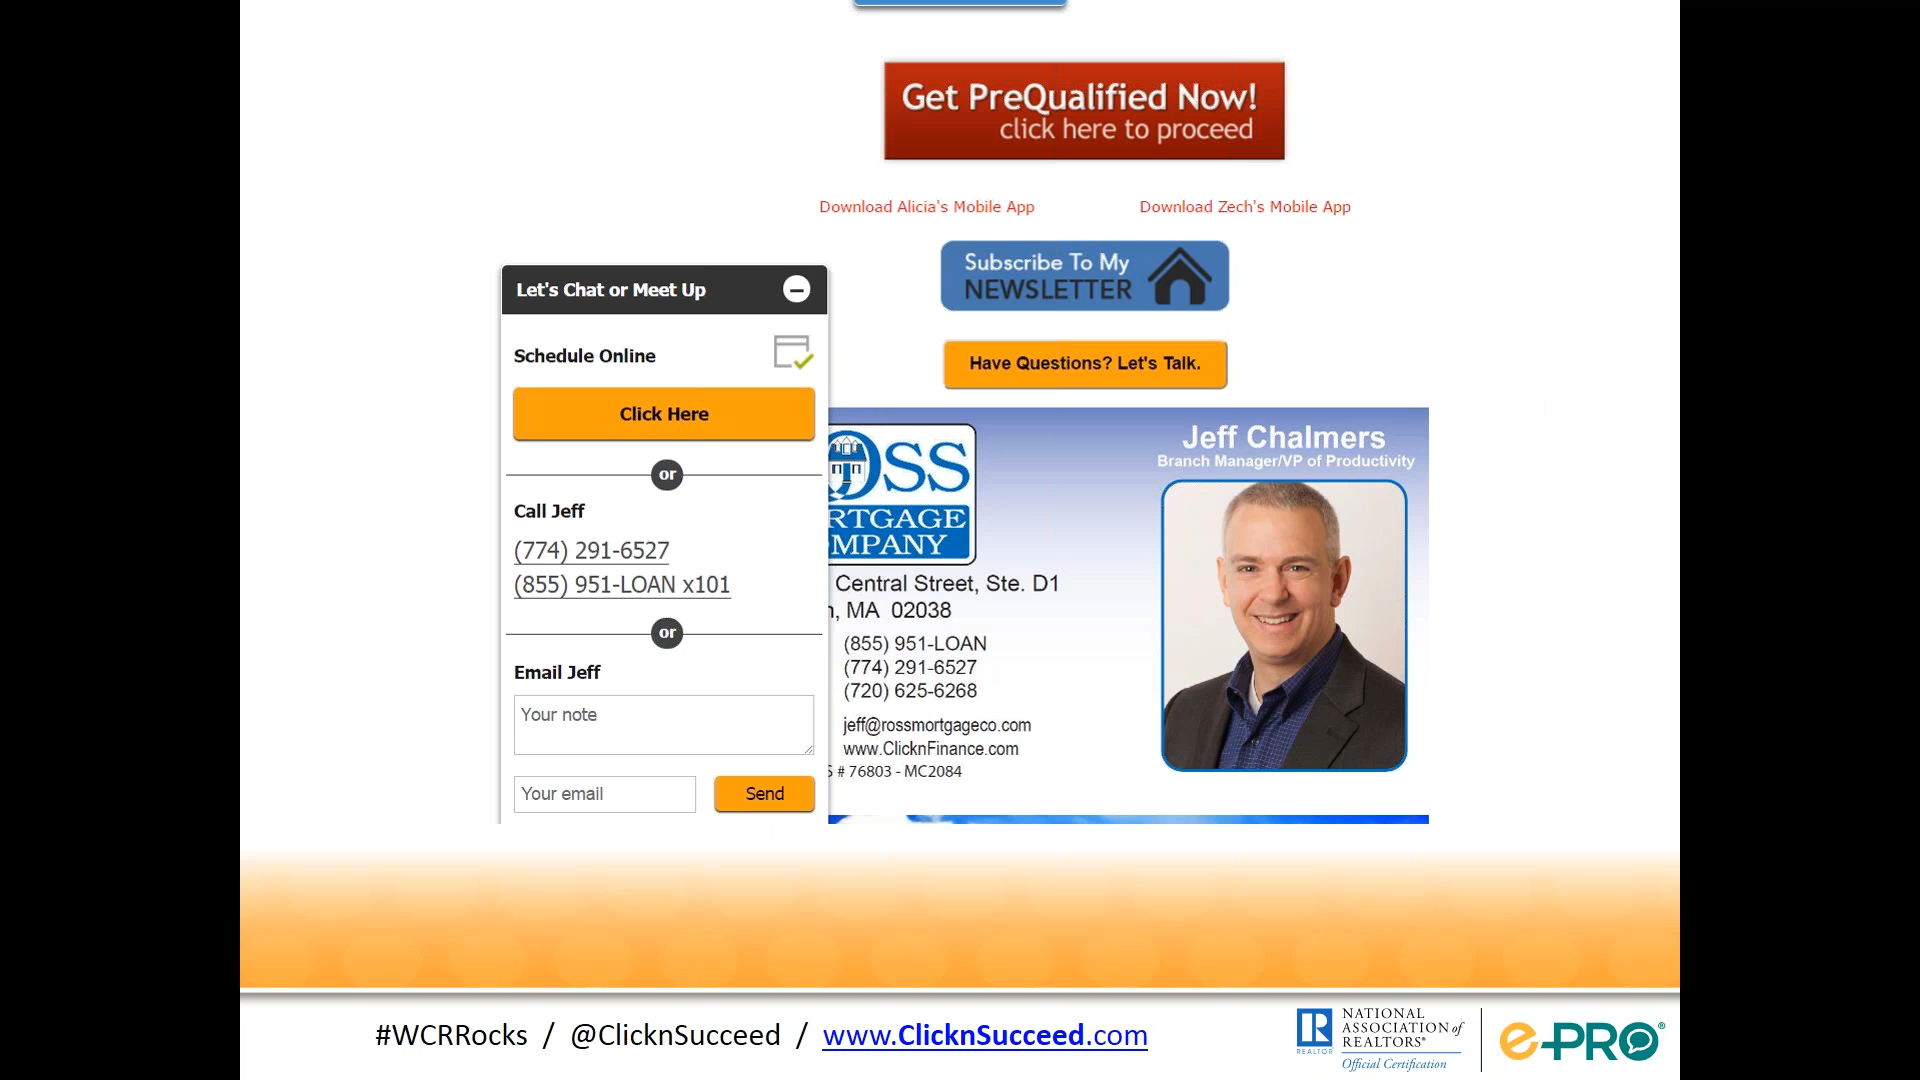 Get PreQualified Now!
click here to proceed
Download Alicia's Mobile App
Download Zech's Mobile App
Subscribe To My
NEWSLETTER
Have Questions? Let's Talk.
Let's Chat or Meet Up
Schedule Online
Click Here
or
Call Jeff
(774) 291-6527
(855) 951-LOAN x101
or
Email Jeff
Your note
Your email
Send
OSS
RTGAGE
MPANY
Central Street, Ste. D1
, MA 02038
(855) 951-LOAN
(774) 291-6527
(720) 625-6268
jeff@rossmortgageco.com
www.ClicknFinance.com
S # 76803 - MC2084
Jeff Chalmers
Branch Manager/VP of Productivity
#WCRRocks / @ClicknSucceed / www.ClicknSucceed.com
REALTOR
NATIONAL
ASSOCIATION of
REALTORS®
Official Certification
e-PRO®